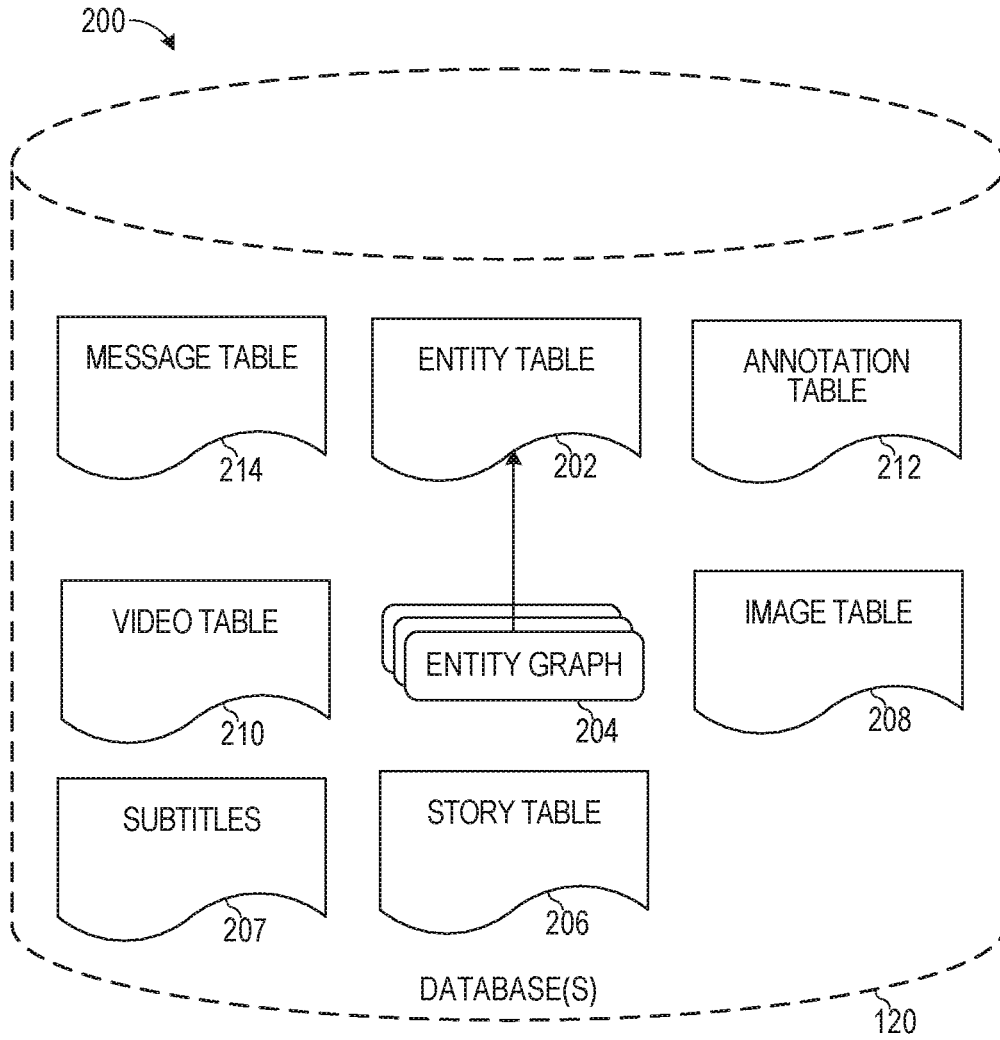 200
MESSAGE TABLE
214
ENTITY TABLE
202
ANNOTATION
TABLE
212
VIDEO TABLE
210
ENTITY GRAPH
204
IMAGE TABLE
208
SUBTITLES
207
STORY TABLE
206
DATABASE(S)
120